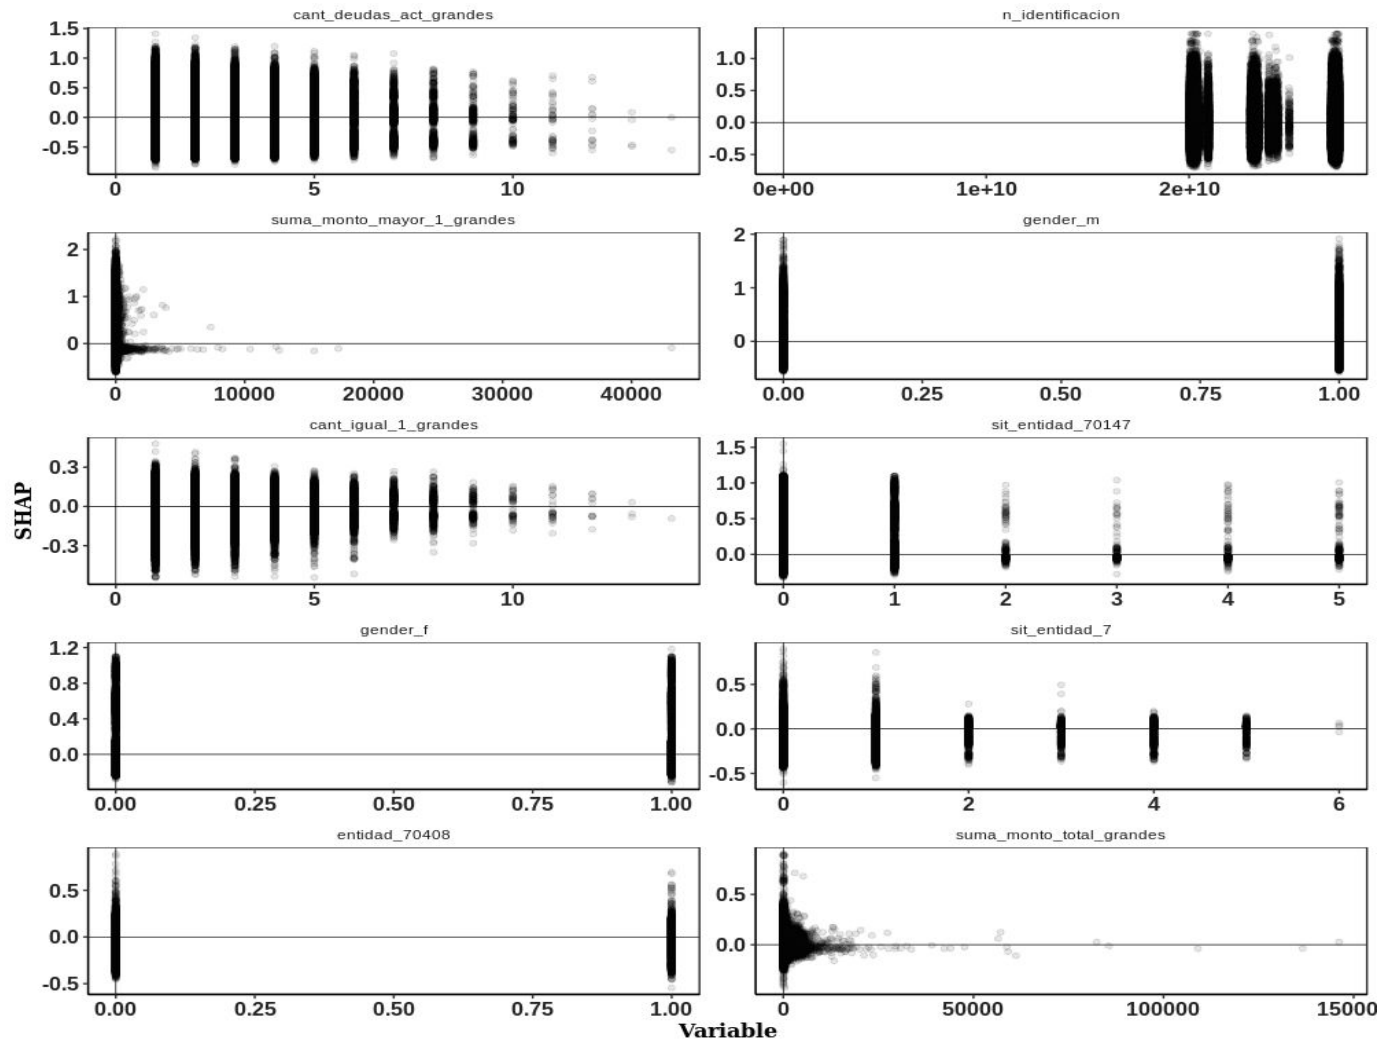 cant_deudas_act_grandes
1.5
1.0
0.5
0.0
-0.5
0 5 10
n_identificacion
1.0
0.5
0.0
-0.5
0e+00 1e+10 2e+10
suma_monto_mayor_1_grandes
2
1
0
0 10000 20000 30000 40000
gender_m
2
1
0
0.00 0.25 0.50 0.75 1.00
cant_igual_1_grandes
0.3
0.0
-0.3
0 5 10
sit_entidad_70147
1.5
1.0
0.5
0.0
0 1 2 3 4 5
SHAP
gender_f
1.2
0.8
0.4
0.0
0.00 0.25 0.50 0.75 1.00
sit_entidad_7
0.5
0.0
-0.5
0 2 4 6
entidad_70408
0.5
0.0
-0.5
0.00 0.25 0.50 0.75 1.00
suma_monto_total_grandes
0.5
0.0
0 50000 100000 15000
Variable